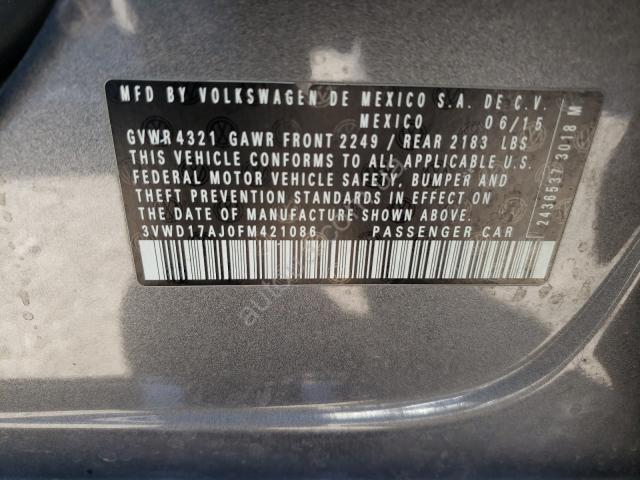 MFD BY VOLKSWAGEN DE MEXICO S.A. DE C.V.
MEXICO 06/15
GVWR 4321 GAWR FRONT 2249 / REAR 2183 LBS
THIS VEHICLE CONFORMS TO ALL APPLICABLE U.S.
FEDERAL MOTOR VEHICLE SAFETY, BUMPER AND
THEFT PREVENTION STANDARDS IN EFFECT ON
THE DATE OF MANUFACTURE SHOWN ABOVE.
3VWD17AJ0FM421086 PASSENGER CAR
2436537 3018 M